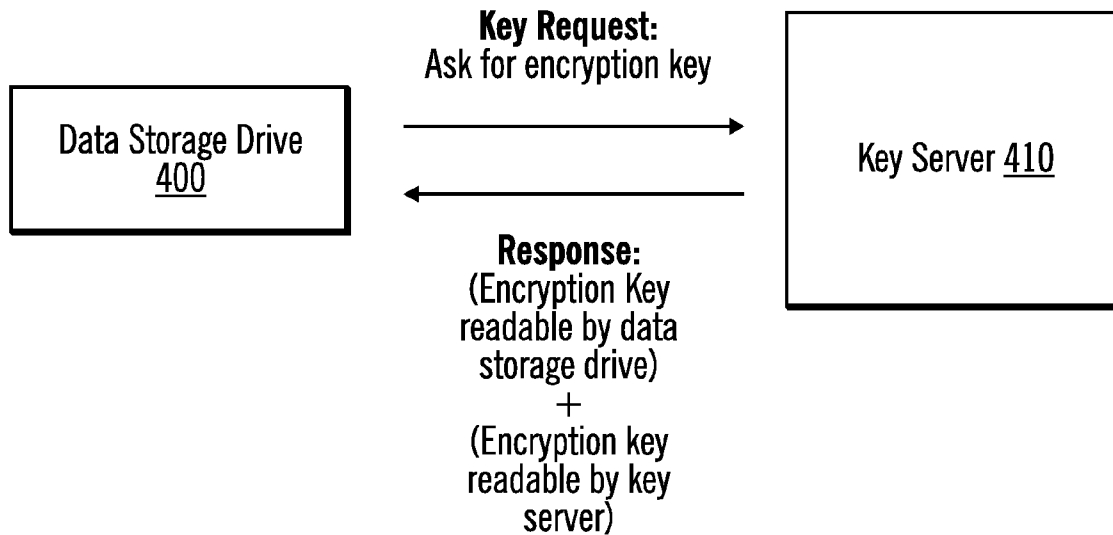 Key Request:
Ask for encryption key
Data Storage Drive
400
Key Server 410
Response:
(Encryption Key
readable by data
storage drive)
+
(Encryption key
readable by key
server)